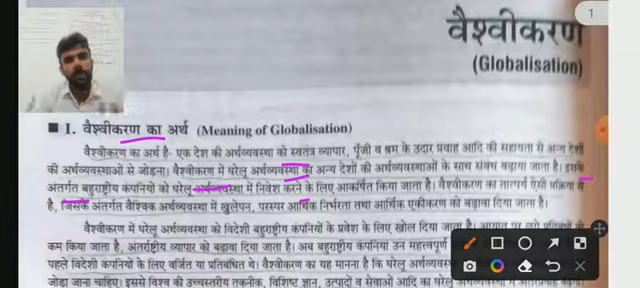 1
वैश्वीकरण
(Globalisation)
■ 1. वैश्वीकरण का अर्थ (Meaning of Globalisation)
वैश्वीकरण का अर्थ है- एक देश की अर्थव्यवस्था को स्वतंत्र व्यापार, पूँजी व श्रम के उदार प्रवाह आदि की सहायता से अन्य देशों
की अर्थव्यवस्थाओं से जोड़ना। वैश्वीकरण में घरेलू अर्थव्यवस्था का अन्य देशों की अर्थव्यवस्थाओं के साथ संबंध बढ़ाया जाता है। इसके
अंतर्गत बहुराष्ट्रीय कंपनियों को घरेलू अर्थव्यवस्था में निवेश करने के लिए आकर्षित किया जाता है। वैश्वीकरण का तात्पर्य ऐसी प्रक्रिया से
है, जिसके अंतर्गत वैश्विक अर्थव्यवस्था में खुलेपन, परस्पर आर्थिक निर्भरता तथा आर्थिक एकीकरण को बढ़ावा दिया जाता है।
वैश्वीकरण में घरेलू अर्थव्यवस्था को विदेशी बहुराष्ट्रीय कंपनियों के प्रवेश के लिए खोल दिया जाता है। आयात पर लगे
कम किया जाता है, अंतर्राष्ट्रीय व्यापार को बढ़ावा दिया जाता है। अब बहुराष्ट्रीय कंपनियां उन महत्त्वपूर्ण
पहले विदेशी कंपनियों के लिए वर्जित या प्रतिबंधित थे। वैश्वीकरण का यह मानना है कि घरेलू
जोड़ा जाना चाहिए। इससे विश्व की उच्चस्तरीय तकनीक, विशिष्ट ज्ञान, उत्पादों व सेवाओं आदि का